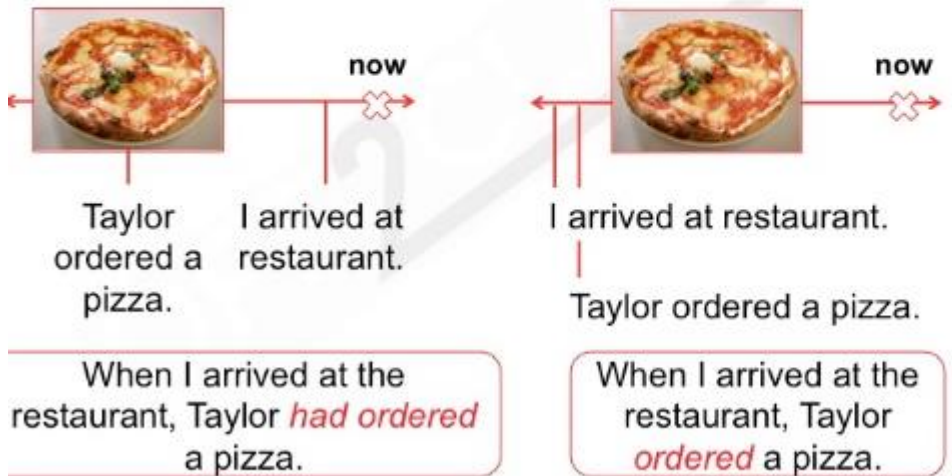 now
Taylor
ordered a
pizza.
I arrived at
restaurant.
When I arrived at the
restaurant, Taylor had ordered
a pizza.
now
I arrived at restaurant.
Taylor ordered a pizza.
When I arrived at the
restaurant, Taylor
ordered a pizza.